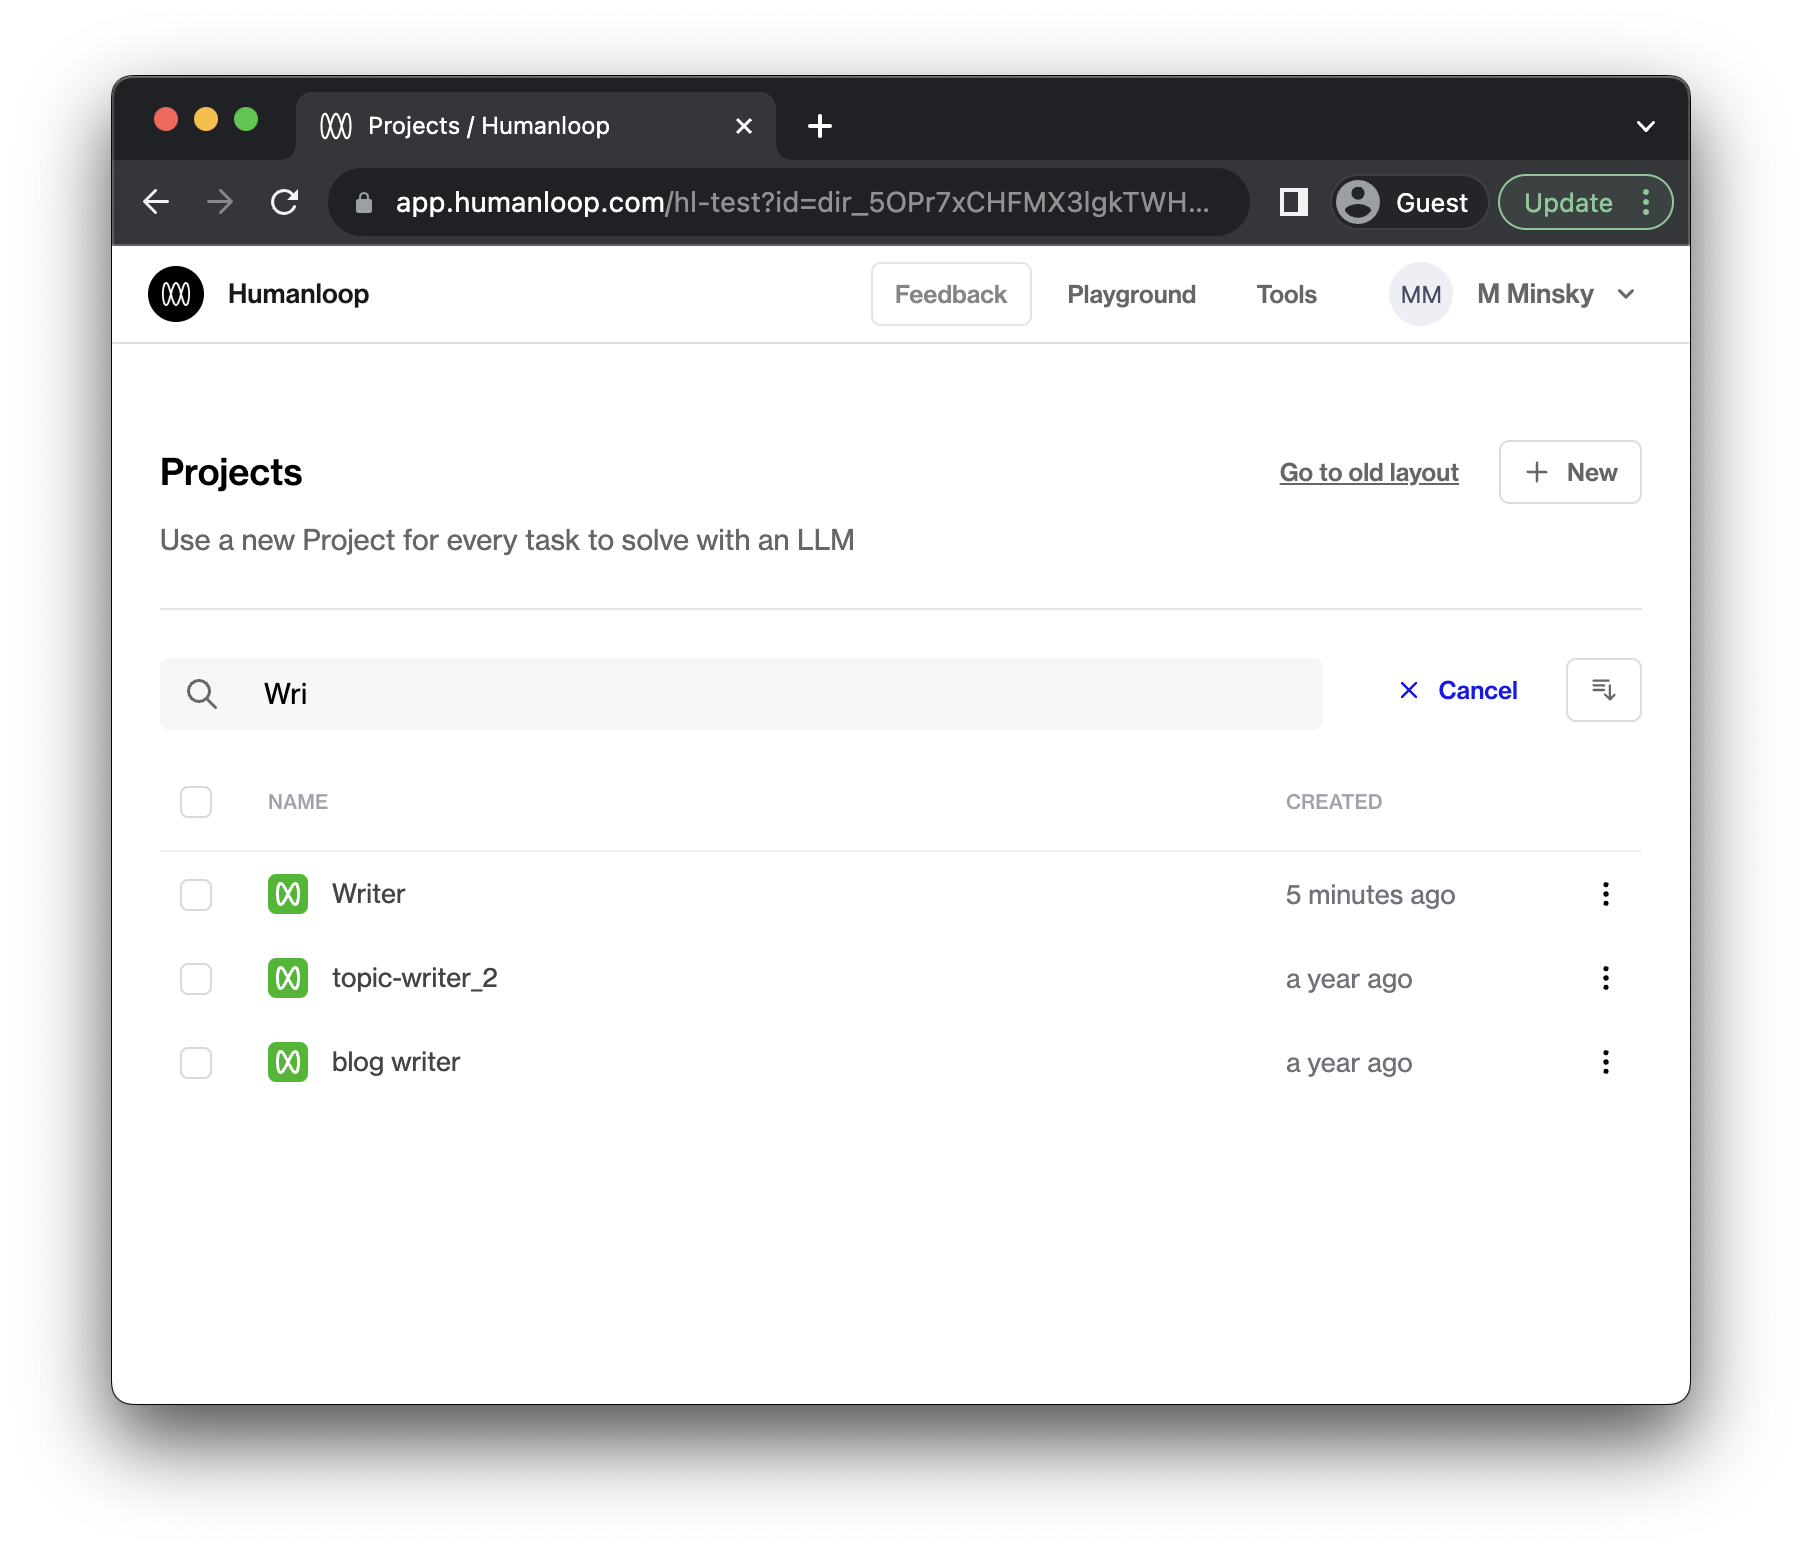 Projects / Humanloop
app.humanloop.com/hl-test?id=dir_5OPr7xCHFMX3lgkTWH...
Guest
Update
Humanloop
Feedback
Playground
Tools
MM
M Minsky
Projects
Go to old layout
+ New
Use a new Project for every task to solve with an LLM
Wri
Cancel
NAME
CREATED
Writer
5 minutes ago
topic-writer_2
a year ago
blog writer
a year ago